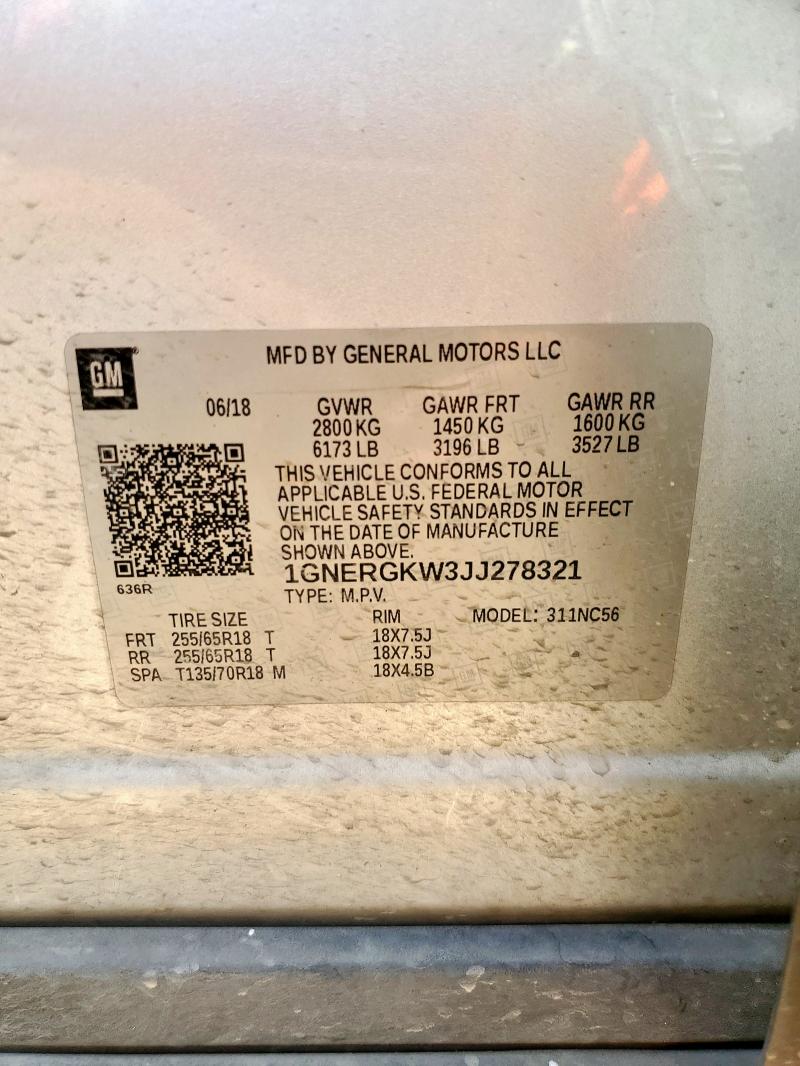 GM
MFD BY GENERAL MOTORS LLC
06/18 GVWR GAWR FRT GAWR RR
2800 KG 1450 KG 1600 KG
6173 LB 3196 LB 3527 LB
THIS VEHICLE CONFORMS TO ALL
APPLICABLE U.S. FEDERAL MOTOR
VEHICLE SAFETY STANDARDS IN EFFECT
ON THE DATE OF MANUFACTURE
SHOWN ABOVE.
1GNERGKW3JJ278321
636R
TYPE: M.P.V.
TIRE SIZE RIM MODEL: 311NC56
FRT 255/65R18 T 18X7.5J
RR 255/65R18 T 18X7.5J
SPA T135/70R18 M 18X4.5B